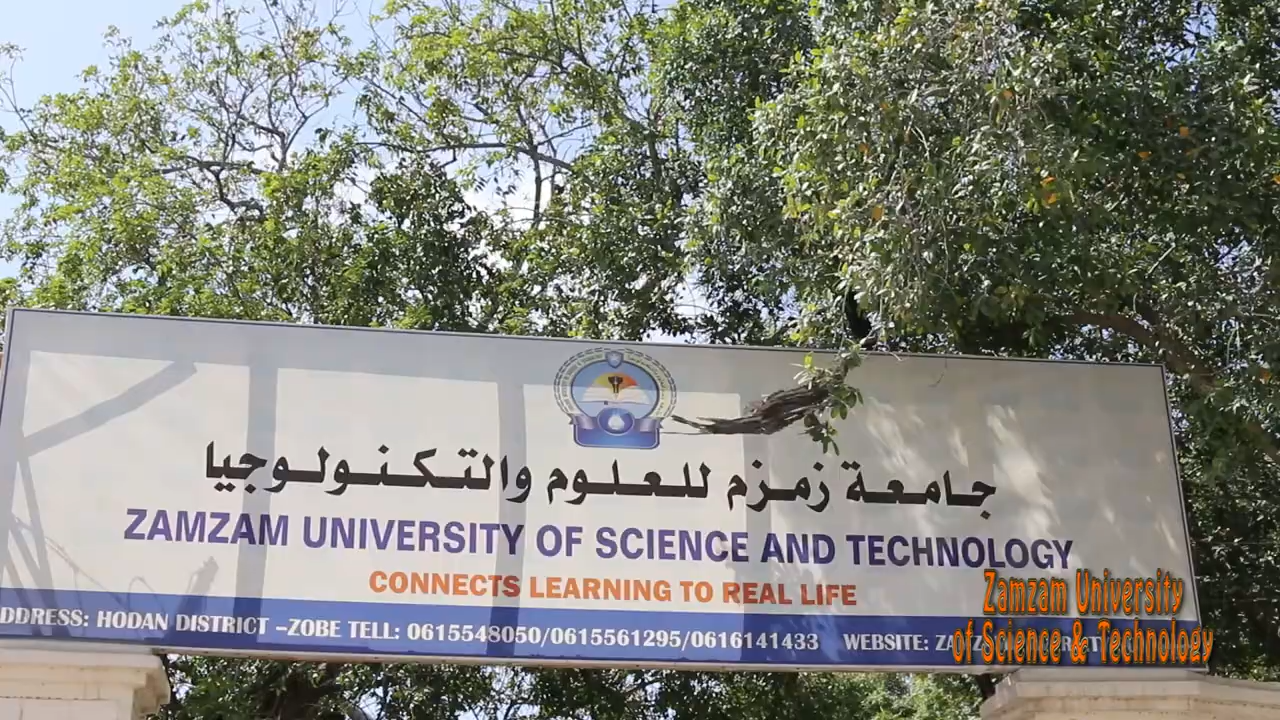 جامعة زمزم للعلوم والتكنولوجيا
ZAMZAM UNIVERSITY OF SCIENCE AND TECHNOLOGY
CONNECTS LEARNING TO REAL LIFE
DDRESS: HODAN DISTRICT –ZOBE TELL: 0615548050/0615561295/0616141433 WEBSITE:
Zamzam University
of Science & Technology